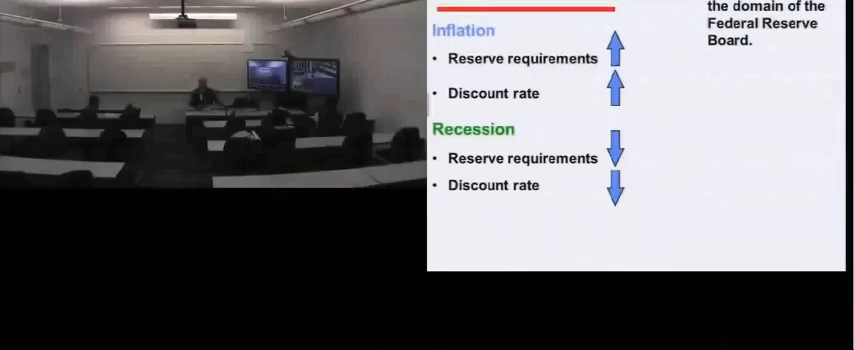 the domain of the
Federal Reserve
Board.
Inflation
• Reserve requirements
• Discount rate
Recession
• Reserve requirements
• Discount rate